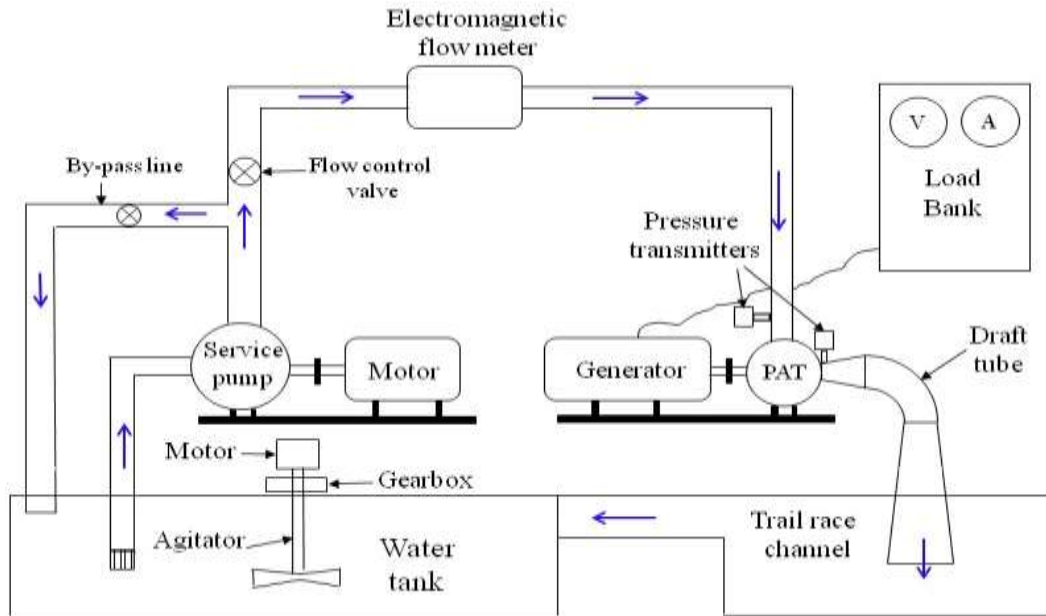 Electromagnetic
flow meter
By-pass line
Flow control
valve
V
A
Load
Bank
Pressure
transmitters
Service
pump
Motor
Generator
PAT
Draft
tube
Motor
Gearbox
Agitator
Water
tank
Trail race
channel